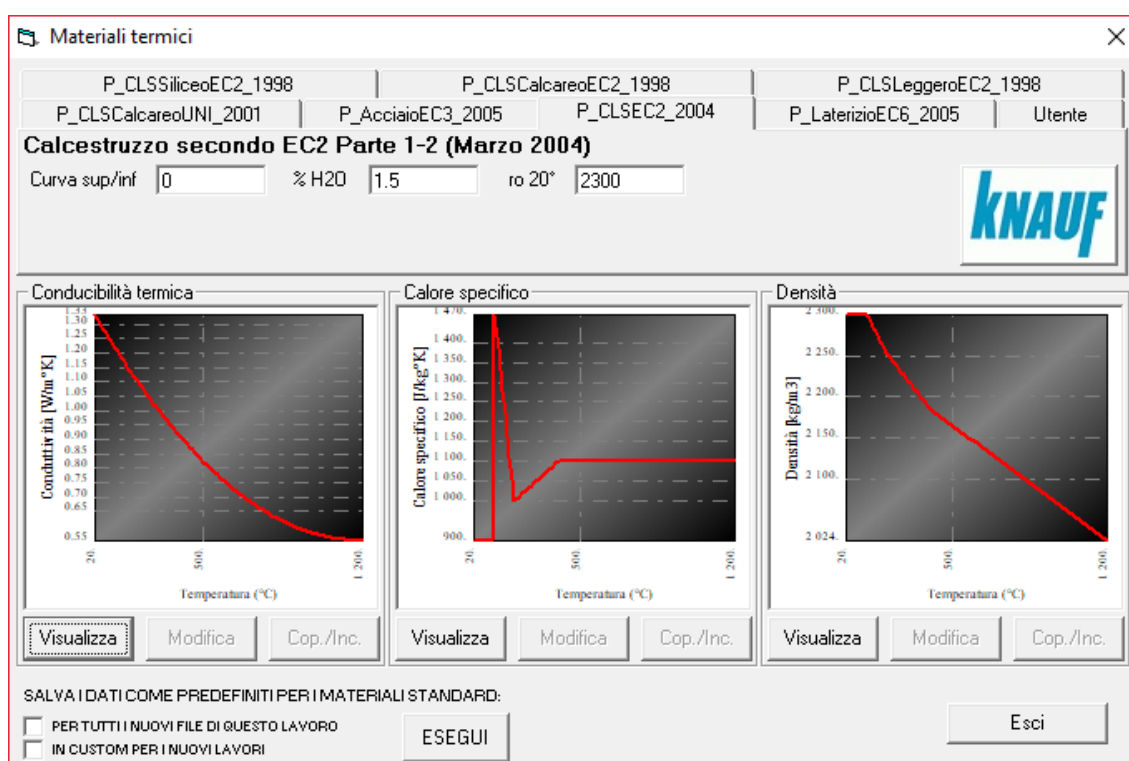 Materiali termici
P_CLSSiliceoEC2_1998 P_CLSCalcareoEC2_1998 P_CLSLeggeroEC2_1998
P_CLSCalcareoUNI_2001 P_AcciaioEC3_2005 P_CLSEC2_2004 P_LaterizioEC6_2005 Utente
Calcestruzzo secondo EC2 Parte 1-2 (Marzo 2004)
Curva sup/inf 0 % H2O 1.5 ro 20° 2300
KNAUF
Conducibilità termica
1.33
1.30
1.25
1.20
1.15
1.10
1.05
1.00
0.95
0.90
0.85
0.80
0.75
0.70
0.65
0.55
Conduttività [W/m°K]
20.
500.
1 200.
Temperatura (°C)
Visualizza Modifica Cop./Inc.
Calore specifico
1 470.
1 400.
1 350.
1 300.
1 250.
1 200.
1 150.
1 100.
1 050.
1 000.
900.
Calore specifico [J/kg°K]
20.
500.
1 200.
Temperatura (°C)
Visualizza Modifica Cop./Inc.
Densità
2 300.
2 250.
2 200.
2 150.
2 100.
2 024.
Densità [kg/m3]
20.
500.
1 200.
Temperatura (°C)
Visualizza Modifica Cop./Inc.
SALVA I DATI COME PREDEFINITI PER I MATERIALI STANDARD:
PER TUTTI I NUOVI FILE DI QUESTO LAVORO
IN CUSTOM PER I NUOVI LAVORI
ESEGUI
Esci